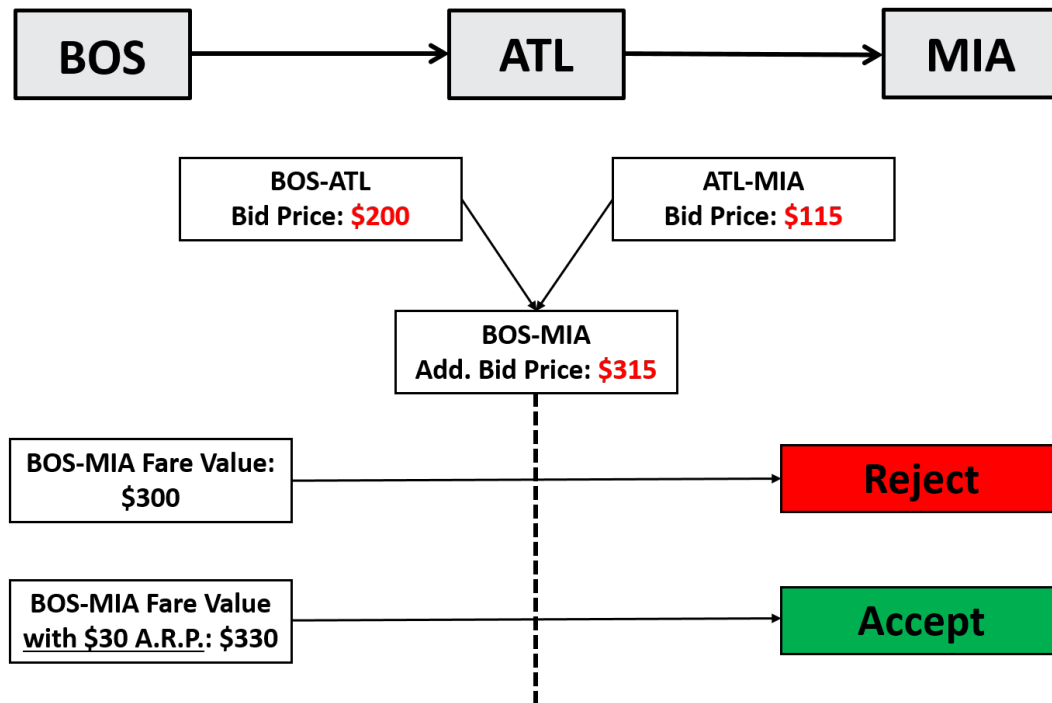 BOS
ATL
MIA
BOS-ATL
Bid Price: $200
ATL-MIA
Bid Price: $115
BOS-MIA
Add. Bid Price: $315
BOS-MIA Fare Value:
$300
Reject
BOS-MIA Fare Value
with $30 A.R.P.: $330
Accept